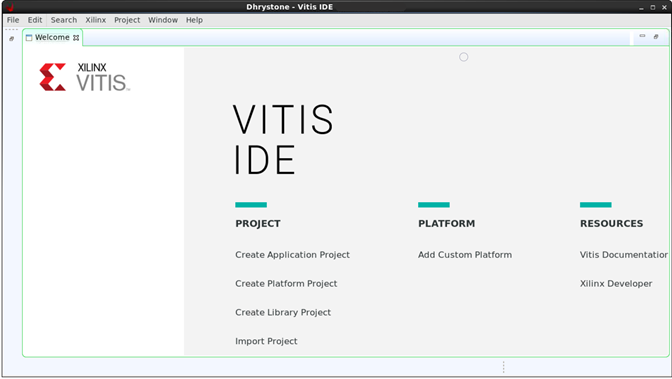 Dhrystone - Vitis IDE
File Edit Search Xilinx Project Window Help
Welcome
XILINX
VITIS
VITIS
IDE
PROJECT
Create Application Project
Create Platform Project
Create Library Project
Import Project
PLATFORM
Add Custom Platform
RESOURCES
Vitis Documentation
Xilinx Developer